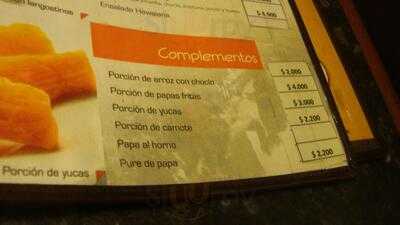 langostinos
Ensalada Hawaiana
$ 3.500
Complementos
Porción de arroz con choclo $ 2.000
Porción de papas fritas $ 4.000
Porción de yucas $ 3.000
Porción de camote $ 2.200
Papa al horno
Pure de papa $ 2.200
Porción de yucas